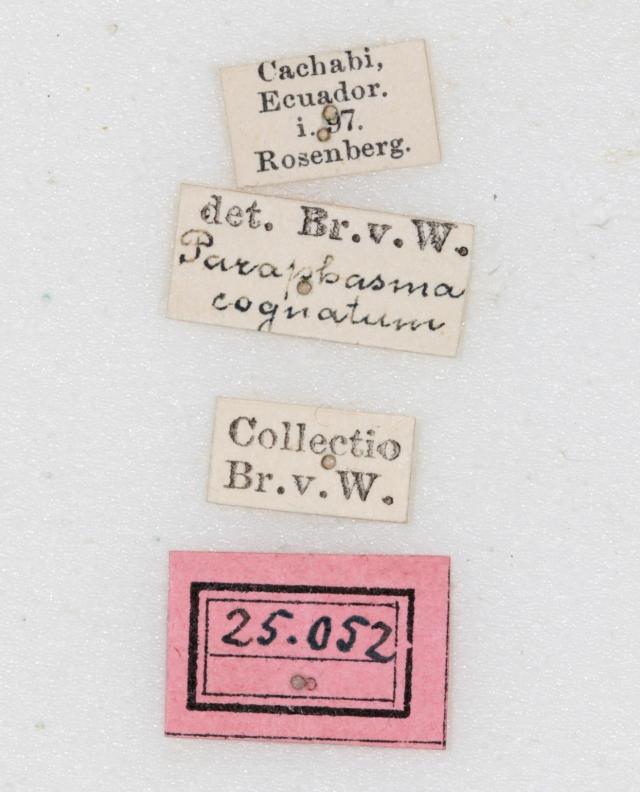 Cachabi,
Ecuador.
i. 97.
Rosenberg.
det. Br.v.W.
Paraphasma
cognatum
Collectio
Br.v.W.
25.052